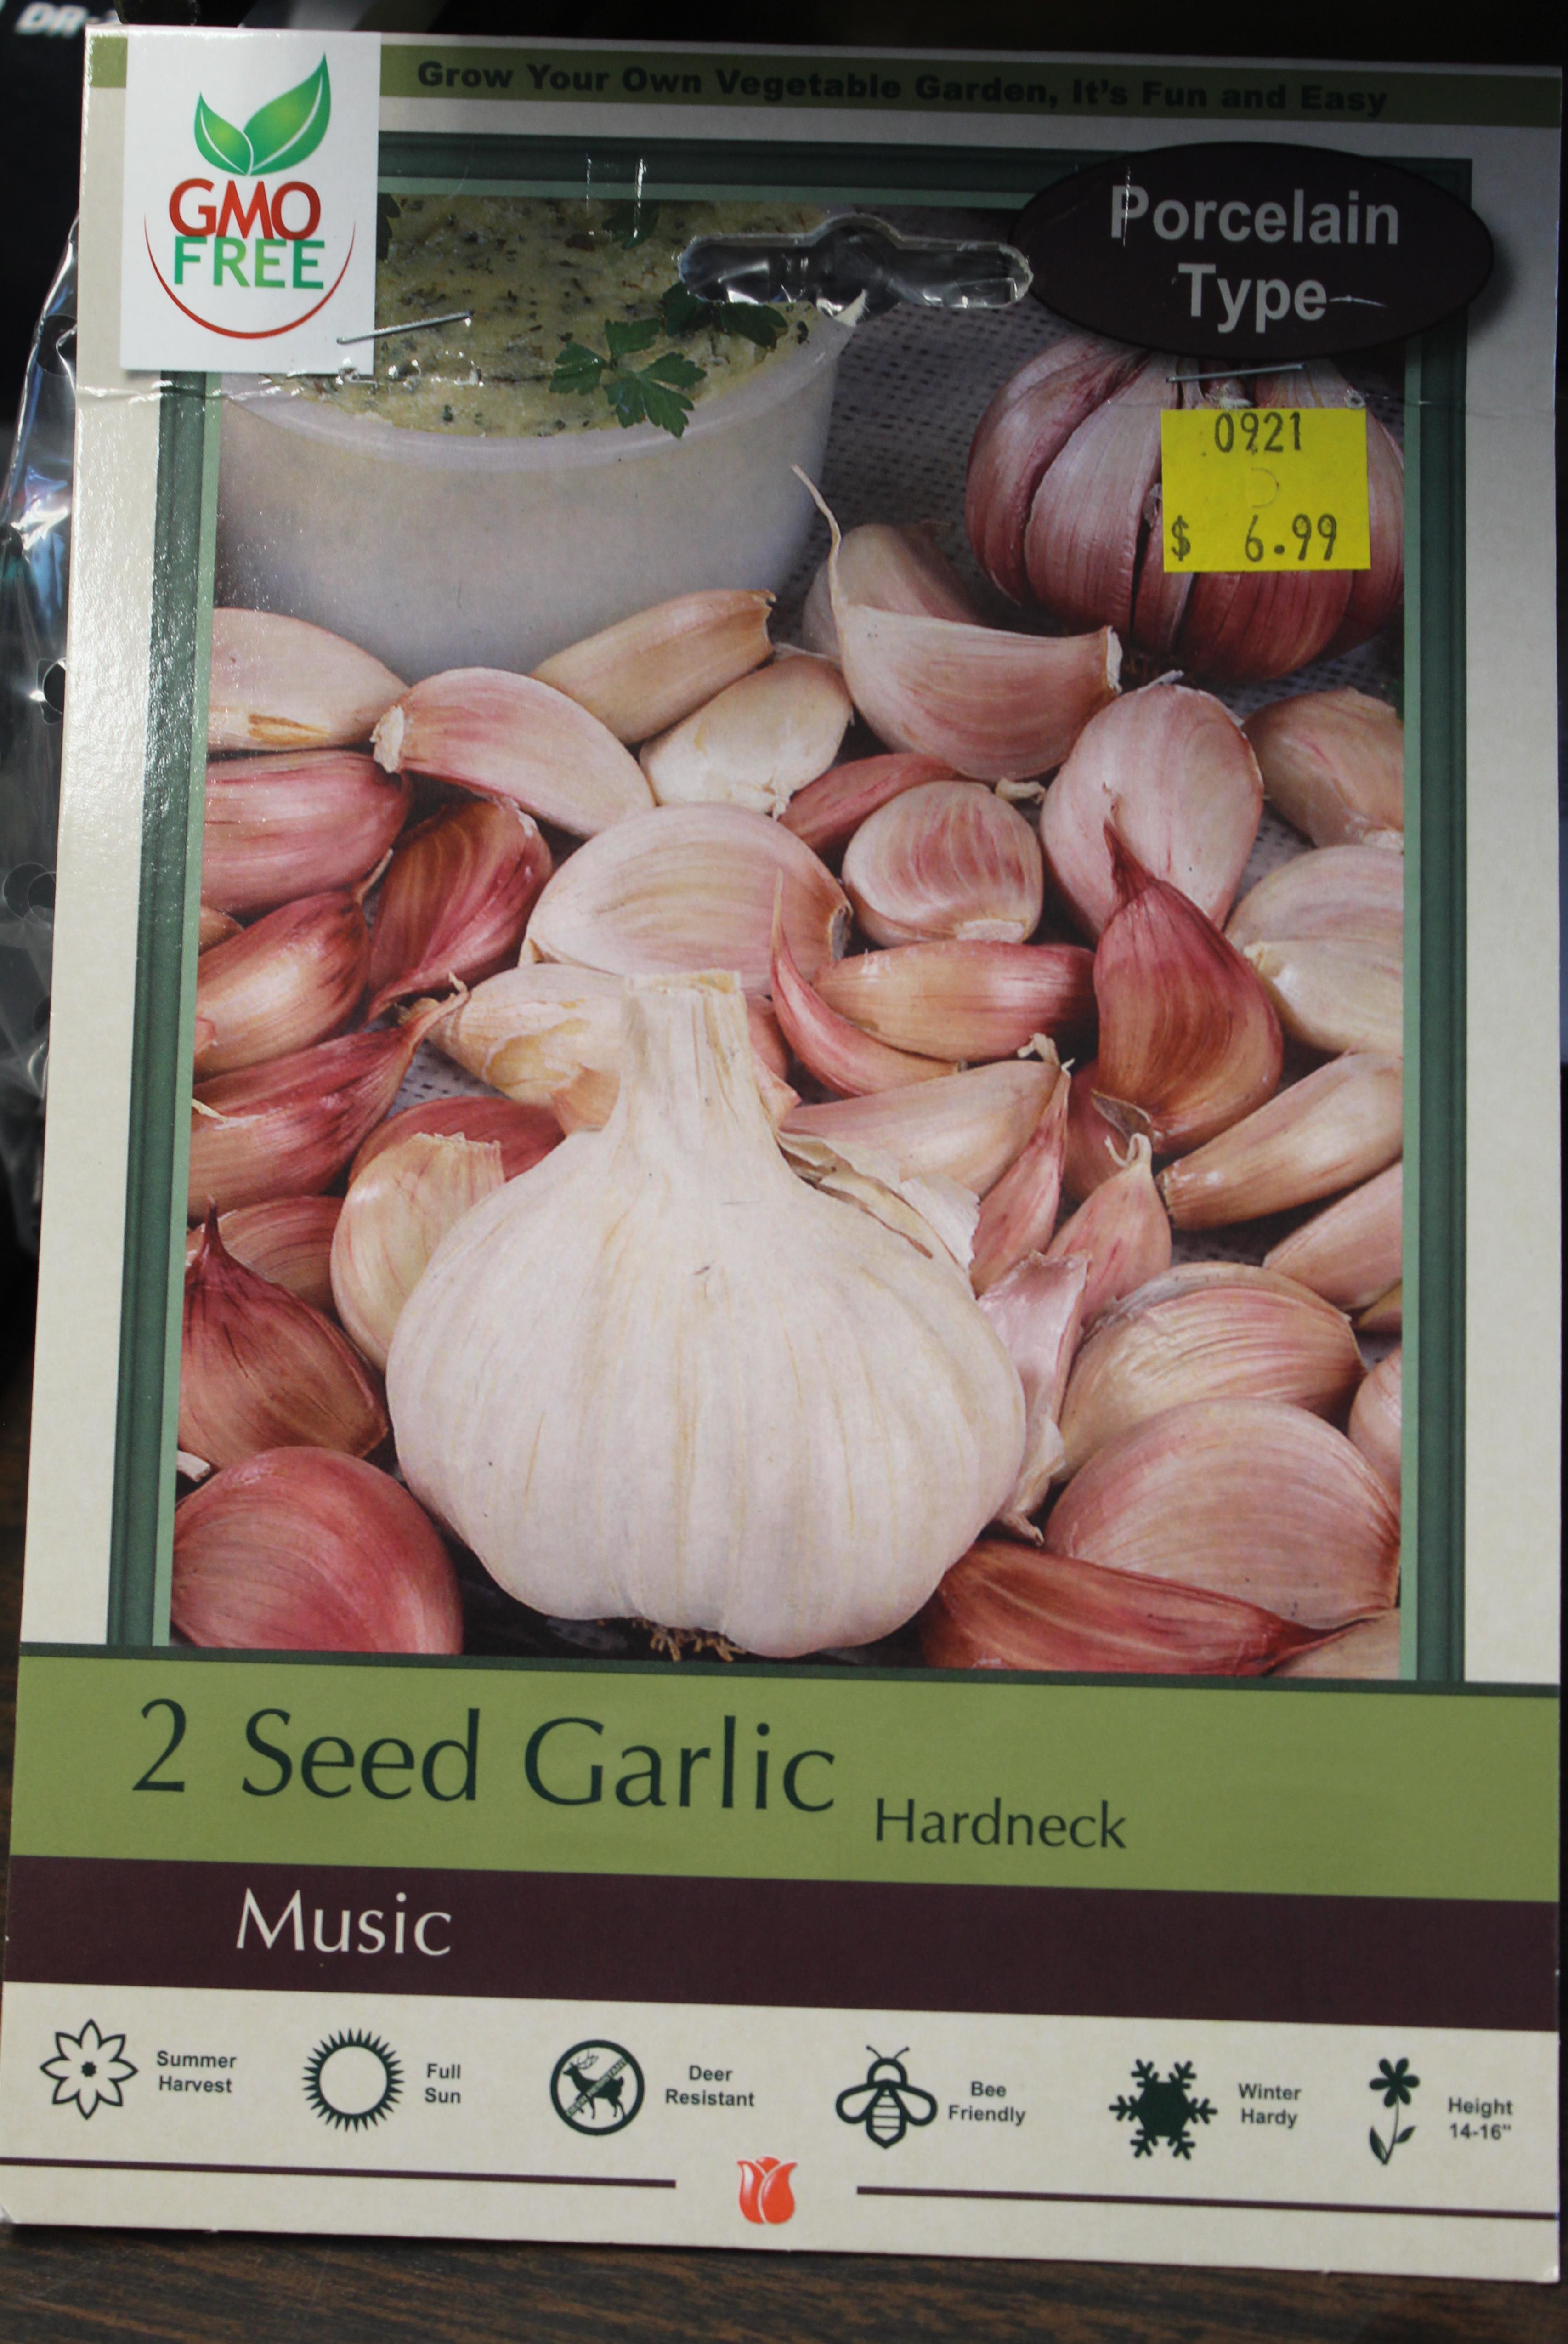 DR-
Grow Your Own Vegetable Garden, It's Fun and Easy
GMO
FREE
Porcelain
Type
0921
$ 6.99
2 Seed Garlic Hardneck
Music
Summer
Harvest
Full
Sun
Deer
Resistant
Bee
Friendly
Winter
Hardy
Height
14-16"